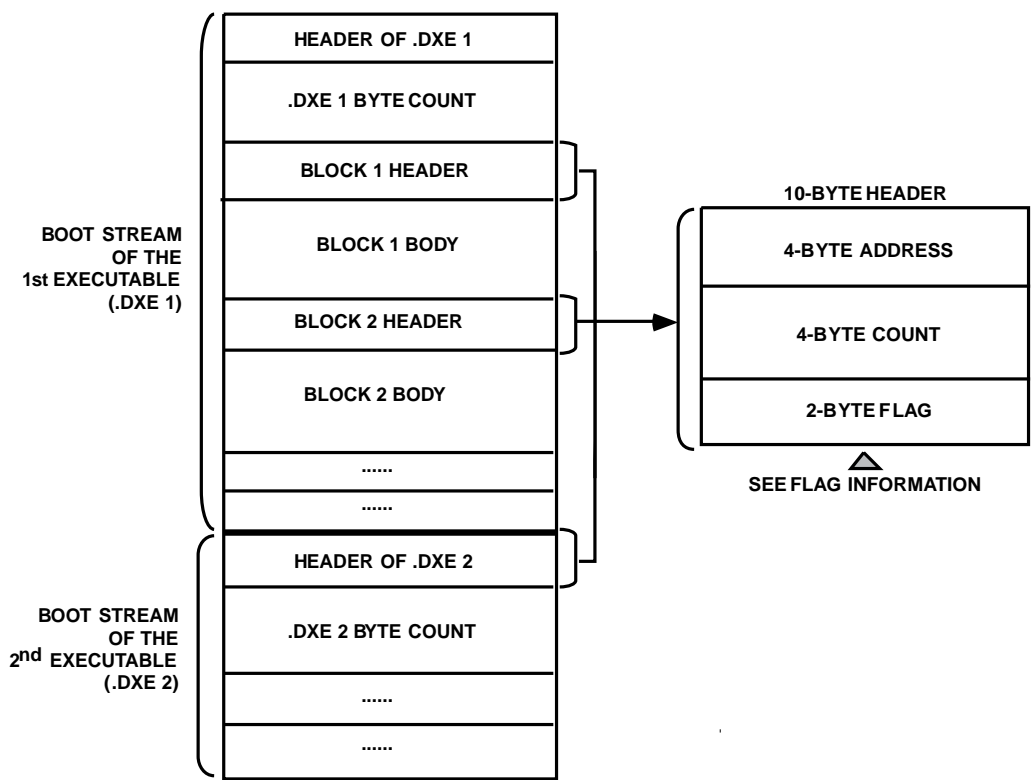 HEADER OF .DXE 1
.DXE 1 BYTE COUNT
BLOCK 1 HEADER
BLOCK 1 BODY
BLOCK 2 HEADER
BLOCK 2 BODY
......
......
HEADER OF .DXE 2
.DXE 2 BYTE COUNT
......
......
BOOT STREAM
OF THE
1st EXECUTABLE
(.DXE 1)
BOOT STREAM
OF THE
2nd EXECUTABLE
(.DXE 2)
10-BYTE HEADER
4-BYTE ADDRESS
4-BYTE COUNT
2-BYTE FLAG
SEE FLAG INFORMATION